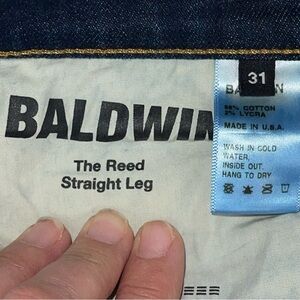 BALDWIN
The Reed
Straight Leg
31
98% COTTON
2% LYCRA
MADE IN U.S.A.
WASH IN COLD
WATER,
INSIDE OUT
HANG TO DRY